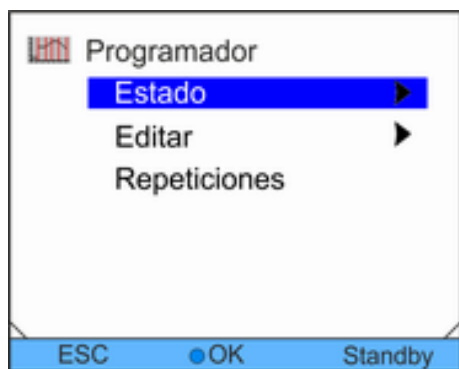 Programador
Estado
Editar
Repeticiones
ESC OK Standby